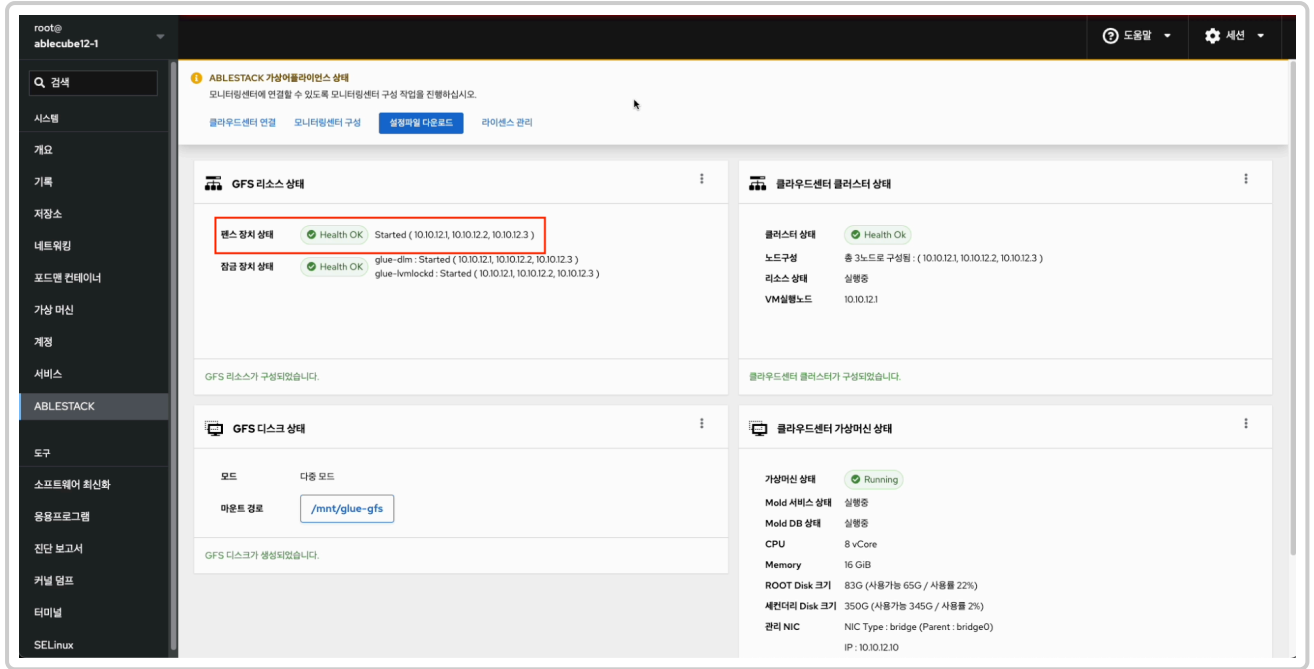 root@
ablecube12-1
도움말
세션
검색
시스템
개요
기록
저장소
네트워킹
포드맨 컨테이너
가상 머신
계정
서비스
ABLESTACK
도구
소프트웨어 최신화
응용프로그램
진단 보고서
커널 덤프
터미널
SELinux
ABLESTACK 가상어플라이언스 상태
모니터링센터에 연결할 수 있도록 모니터링센터 구성 작업을 진행하십시오.
클라우드센터 연결 모니터링센터 구성 설정파일 다운로드 라이센스 관리
GFS 리소스 상태
펜스 장치 상태 Health OK Started ( 10.10.12.1, 10.10.12.2, 10.10.12.3 )
잠금 장치 상태 Health OK glue-dlm : Started ( 10.10.12.1, 10.10.12.2, 10.10.12.3 )
glue-lvmlockd : Started ( 10.10.12.1, 10.10.12.2, 10.10.12.3 )
GFS 리소스가 구성되었습니다.
클라우드센터 클러스터 상태
클러스터 상태 Health Ok
노드구성 총 3노드로 구성됨 : ( 10.10.12.1, 10.10.12.2, 10.10.12.3 )
리소스 상태 실행중
VM실행노드 10.10.12.1
클라우드센터 클러스터가 구성되었습니다.
GFS 디스크 상태
모드 다중 모드
마운트 경로 /mnt/glue-gfs
GFS 디스크가 생성되었습니다.
클라우드센터 가상머신 상태
가상머신 상태 Running
Mold 서비스 상태 실행중
Mold DB 상태 실행중
CPU 8 vCore
Memory 16 GiB
ROOT Disk 크기 83G (사용가능 65G / 사용률 22%)
세컨더리 Disk 크기 350G (사용가능 345G / 사용률 2%)
관리 NIC NIC Type : bridge (Parent : bridge0)
IP : 10.10.12.10